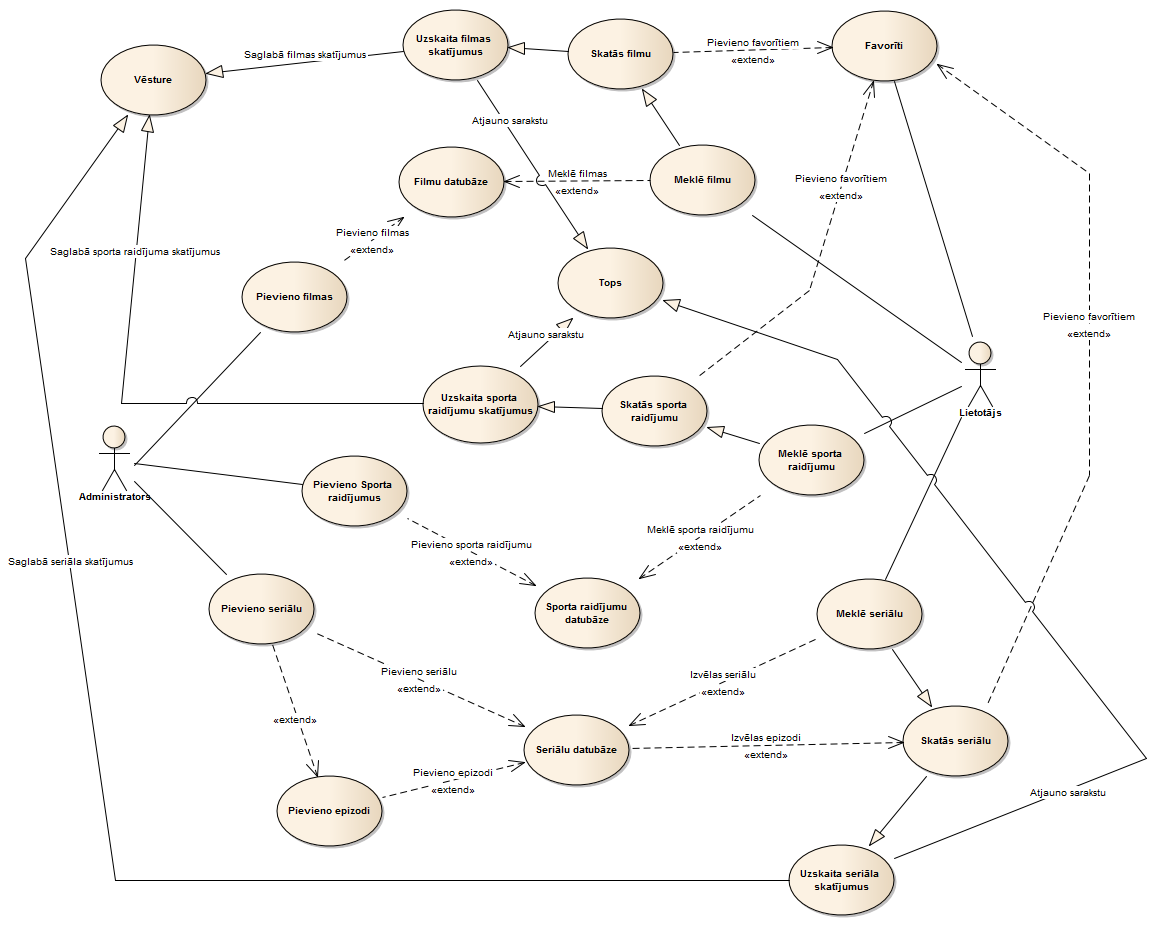 Uzskaita filmas
skatījumus
Skatās filmu
Pievieno favorītiem
«extend»
Favorīti
Saglabā filmas skatījumus
Vēsture
Atjauno sarakstu
Filmu datubāze
Meklē filmas
«extend»
Meklē filmu
Pievieno favorītiem
«extend»
Pievieno filmas
«extend»
Saglabā sporta raidījuma skatījumus
Pievieno filmas
Tops
Pievieno favorītiem
«extend»
Atjauno sarakstu
Uzskaita sporta
raidījumu skatījumus
Skatās sporta
raidījumu
Lietotājs
Meklē sporta
raidījumu
Administrators
Pievieno Sporta
raidījumus
Pievieno sporta raidījumu
«extend»
Meklē sporta raidījumu
«extend»
Saglabā seriāla skatījumus
Pievieno seriālu
Sporta raidījumu
datubāze
Meklē seriālu
Pievieno seriālu
«extend»
Izvēlas seriālu
«extend»
«extend»
Seriālu datubāze
Izvēlas epizodi
«extend»
Skatās seriālu
Pievieno epizodi
«extend»
Pievieno epizodi
Atjauno sarakstu
Uzskaita seriāla
skatījumus